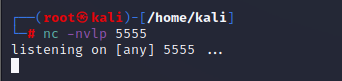 ┌──(root㉿kali)-[/home/kali]
└─# nc -nvlp 5555
listening on [any] 5555 ...